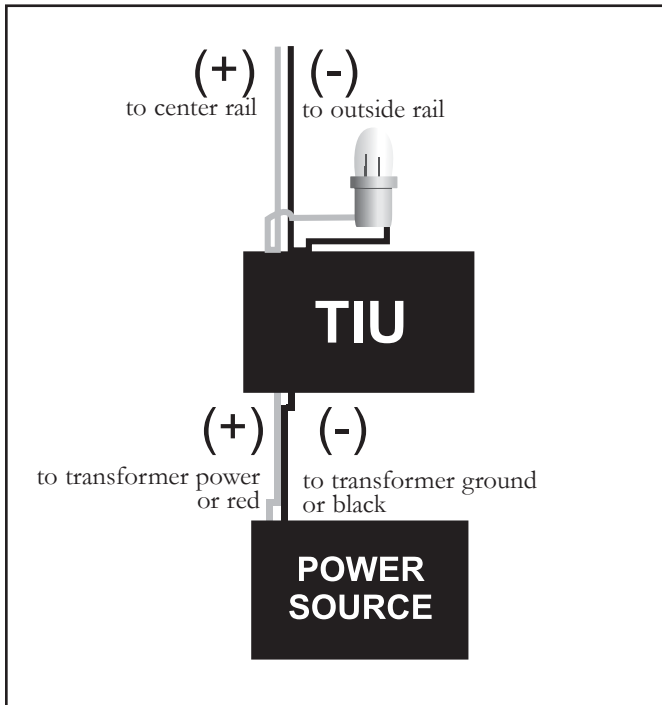 (+) (-)
to center rail to outside rail
TIU
(+) (-)
to transformer power
or red
to transformer ground
or black
POWER
SOURCE